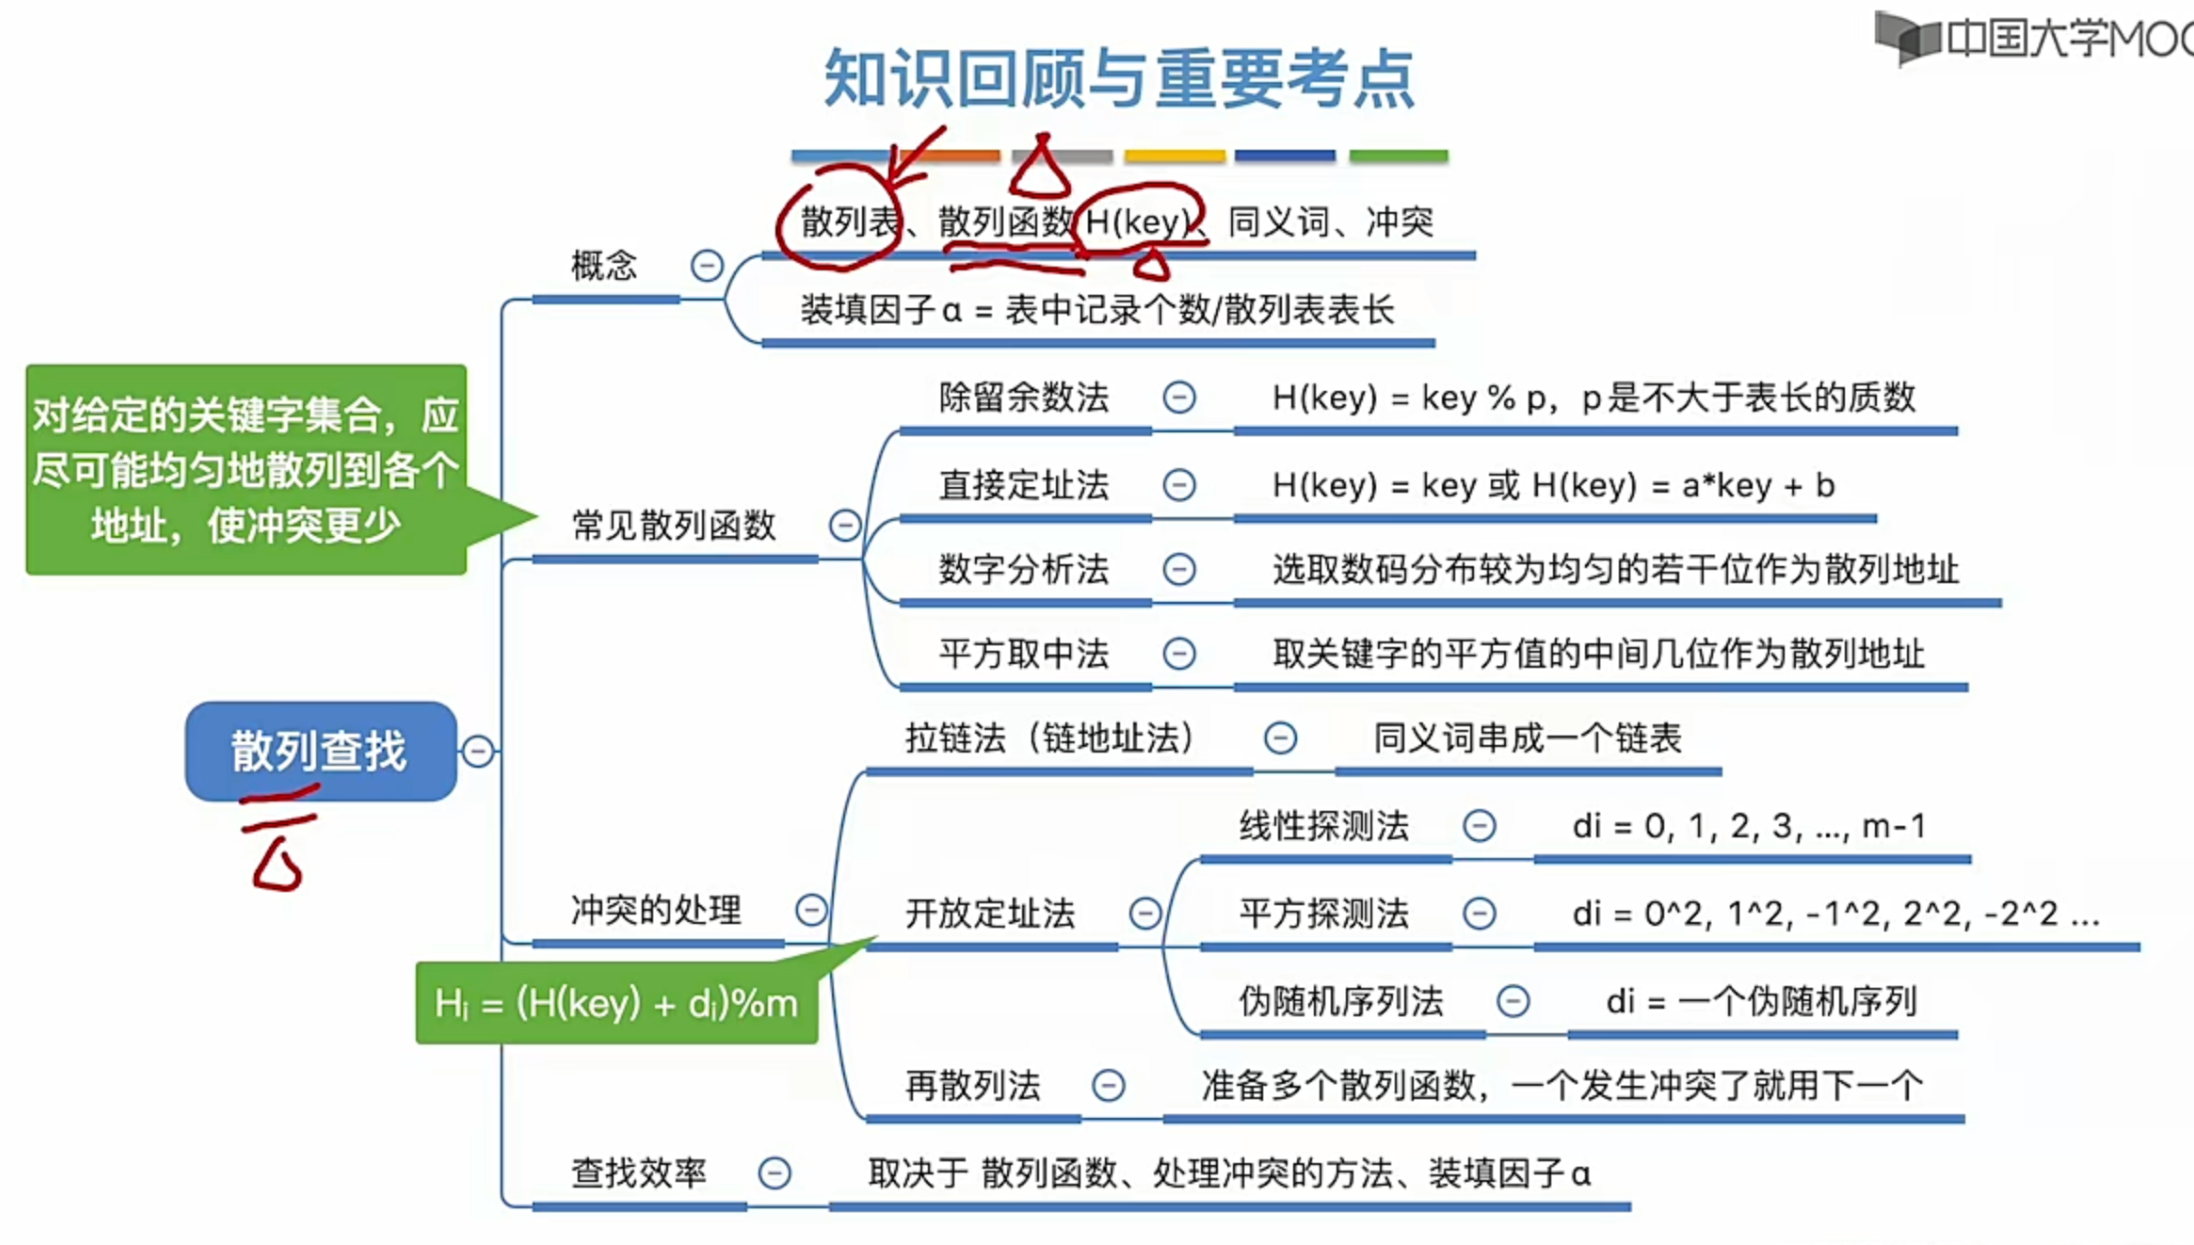 中国大学MOO
知识回顾与重要考点
散列表、散列函数 H(key)、同义词、冲突
概念
装填因子α = 表中记录个数/散列表表长
对给定的关键字集合，应
尽可能均匀地散列到各个
地址，使冲突更少
常见散列函数
除留余数法
H(key) = key % p，p是不大于表长的质数
直接定址法
H(key) = key 或 H(key) = a*key + b
数字分析法
选取数码分布较为均匀的若干位作为散列地址
平方取中法
取关键字的平方值的中间几位作为散列地址
散列查找
冲突的处理
拉链法（链地址法）
同义词串成一个链表
开放定址法
Hᵢ = (H(key) + dᵢ)%m
线性探测法
di = 0, 1, 2, 3, …, m-1
平方探测法
di = 0^2, 1^2, -1^2, 2^2, -2^2 …
伪随机序列法
di = 一个伪随机序列
再散列法
准备多个散列函数，一个发生冲突了就用下一个
查找效率
取决于 散列函数、处理冲突的方法、装填因子α